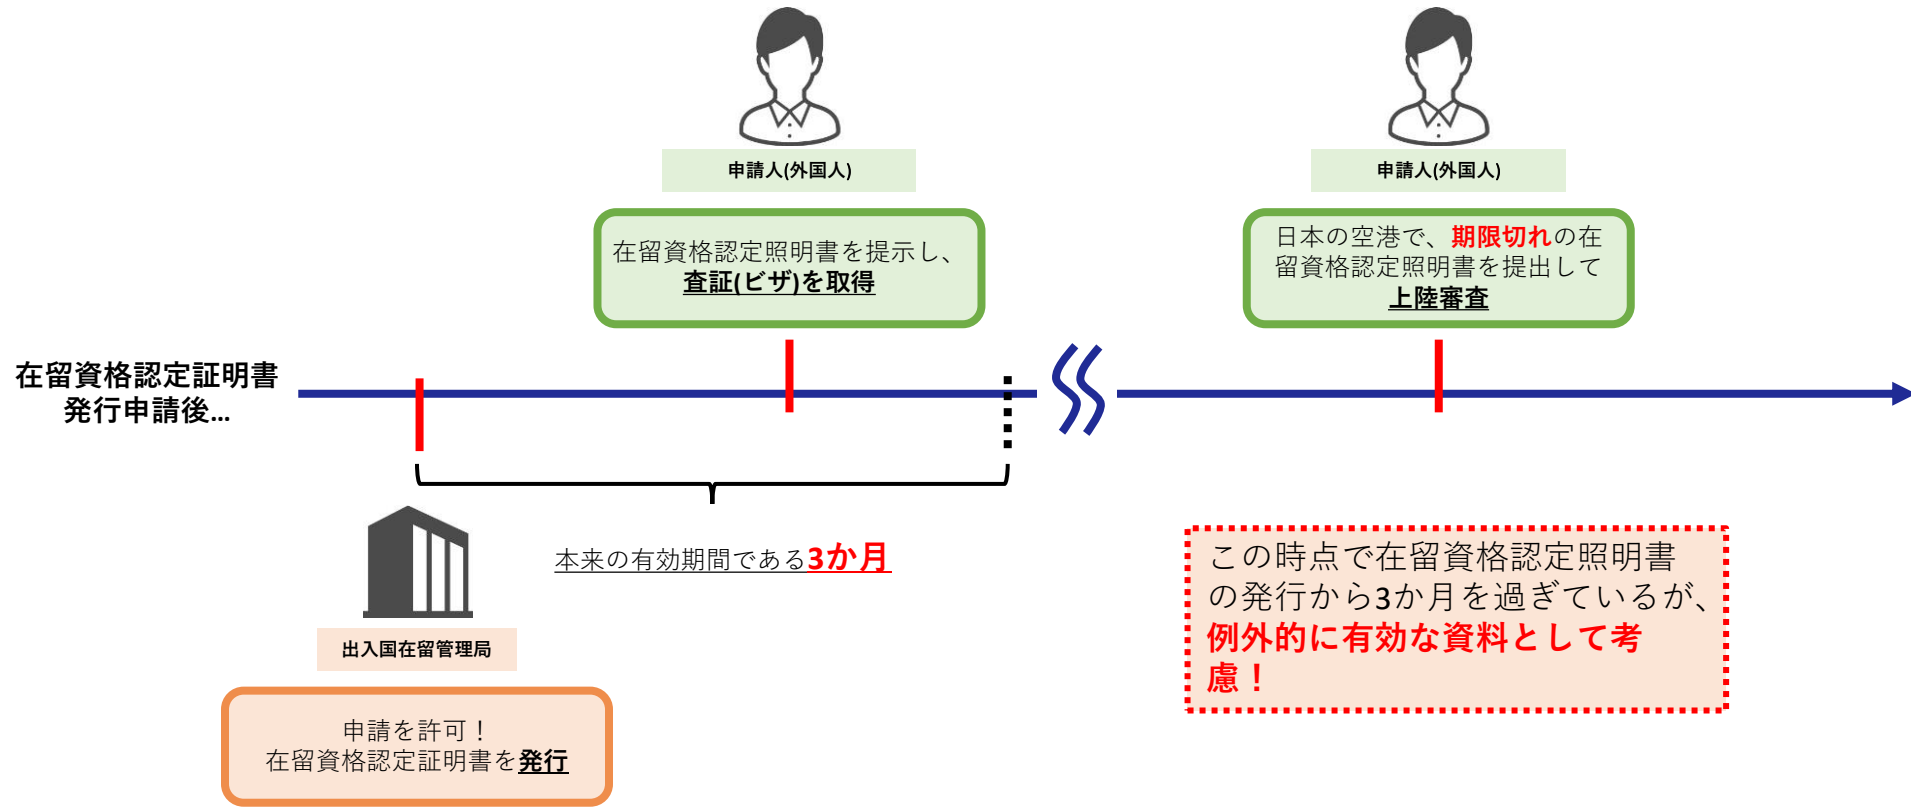 申請人(外国人)
在留資格認定照明書を提示し、
査証(ビザ)を取得
申請人(外国人)
日本の空港で、期限切れの在
留資格認定照明書を提出して
上陸審査
在留資格認定証明書
発行申請後...
本来の有効期間である3か月
出入国在留管理局
申請を許可！
在留資格認定証明書を発行
この時点で在留資格認定照明書
の発行から3か月を過ぎているが、
例外的に有効な資料として考
慮！